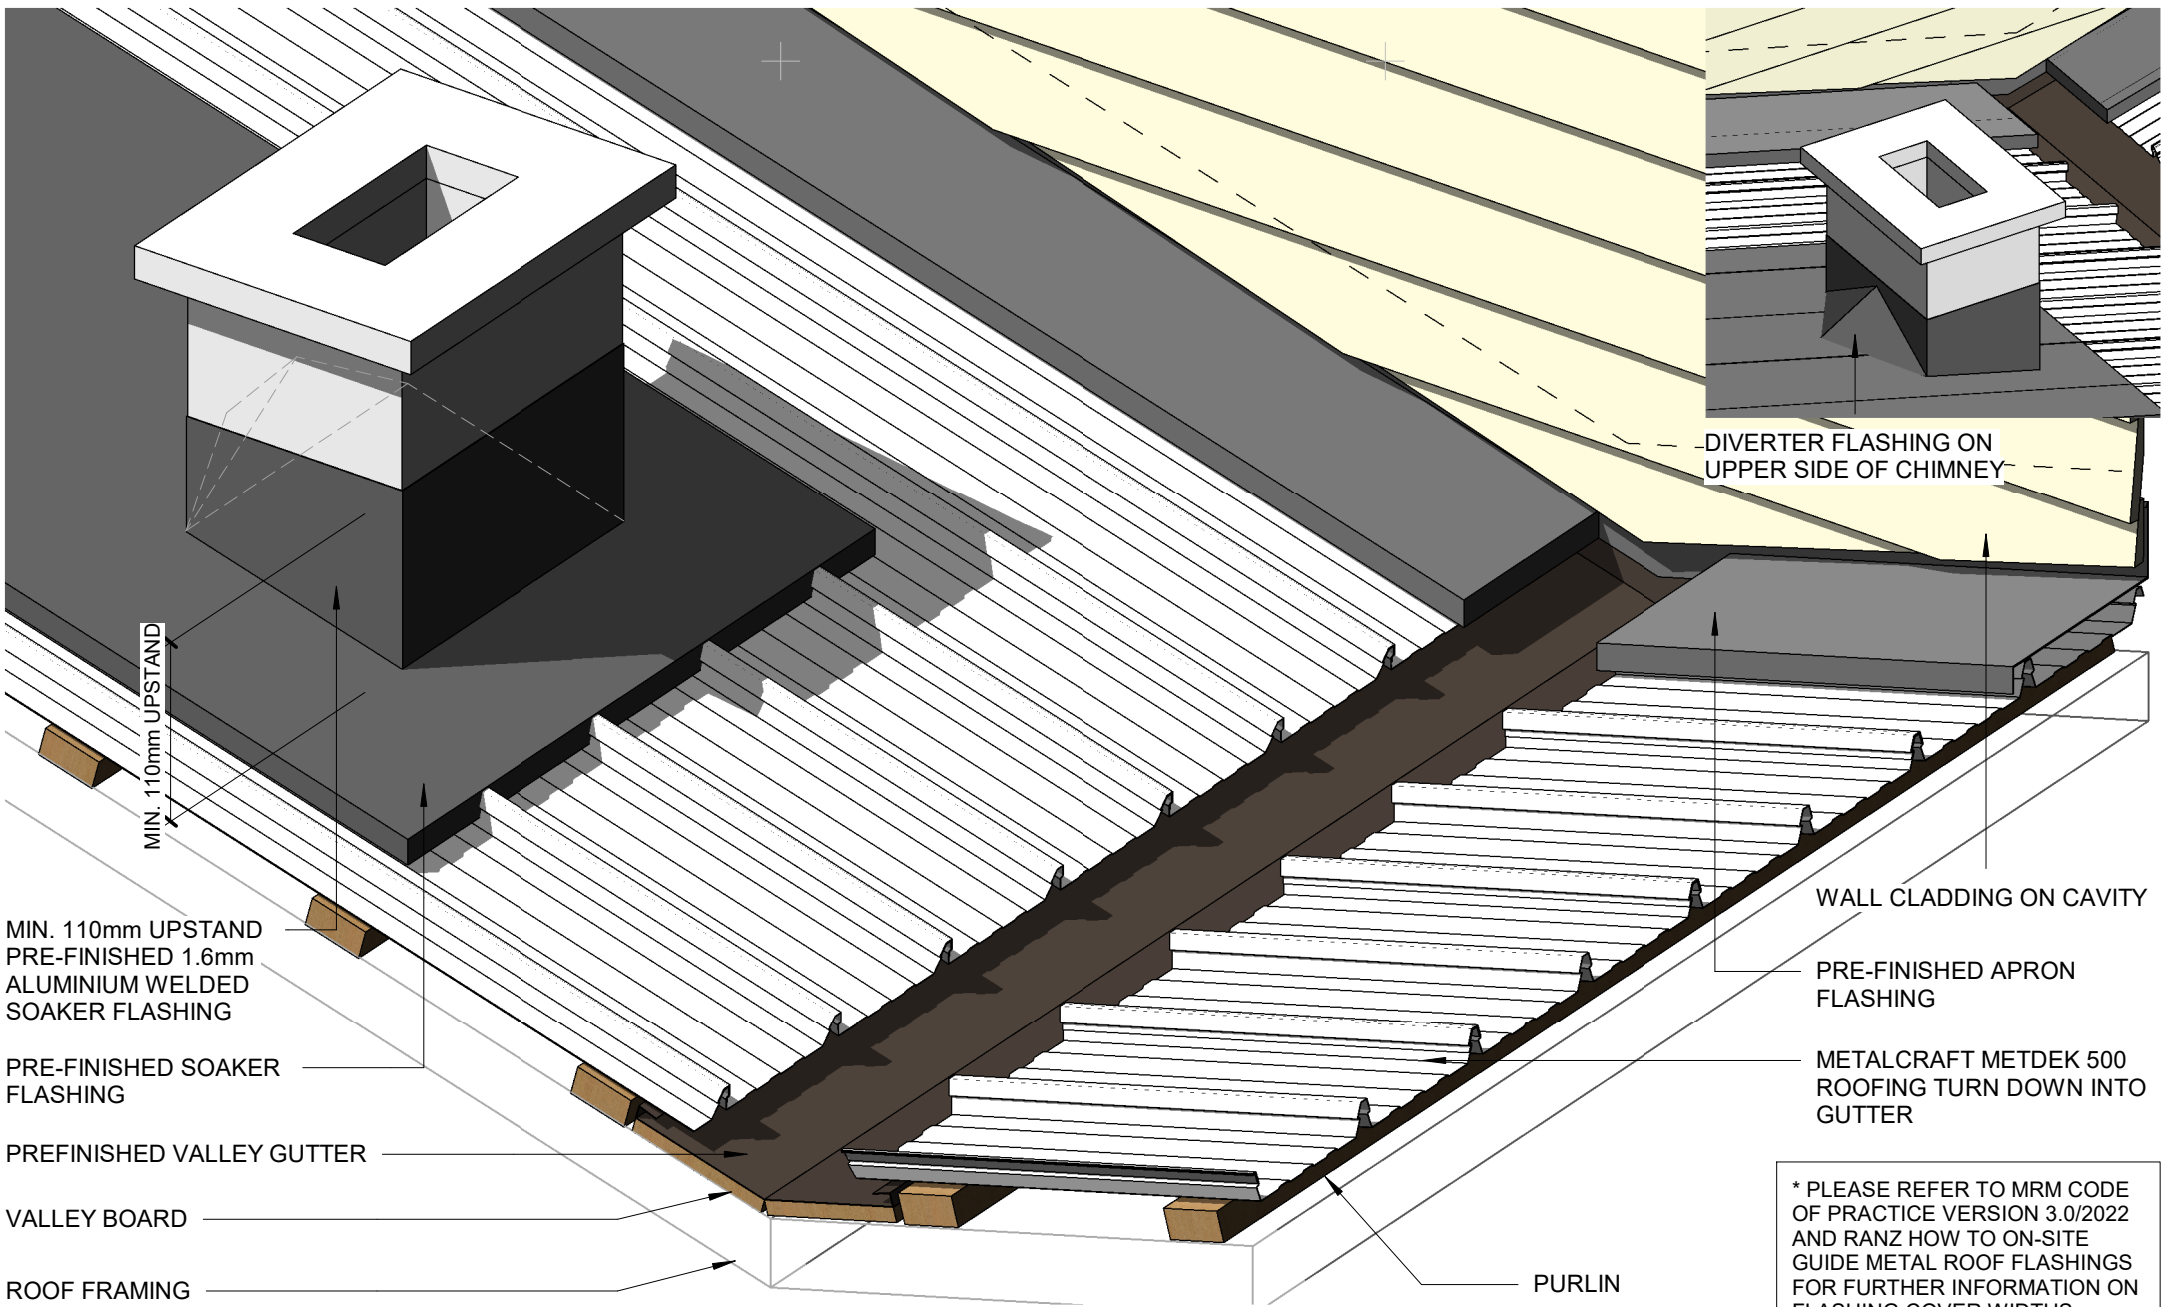 DIVERTER FLASHING ON
UPPER SIDE OF CHIMNEY
MIN. 110mm UPSTAND
MIN. 110mm UPSTAND
PRE-FINISHED 1.6mm
ALUMINIUM WELDED
SOAKER FLASHING
PRE-FINISHED SOAKER
FLASHING
PREFINISHED VALLEY GUTTER
VALLEY BOARD
ROOF FRAMING
WALL CLADDING ON CAVITY
PRE-FINISHED APRON
FLASHING
METALCRAFT METDEK 500
ROOFING TURN DOWN INTO
GUTTER
PURLIN
* PLEASE REFER TO MRM CODE
OF PRACTICE VERSION 3.0/2022
AND RANZ HOW TO ON-SITE
GUIDE METAL ROOF FLASHINGS
FOR FURTHER INFORMATION ON
FLASHING COVER WIDTHS